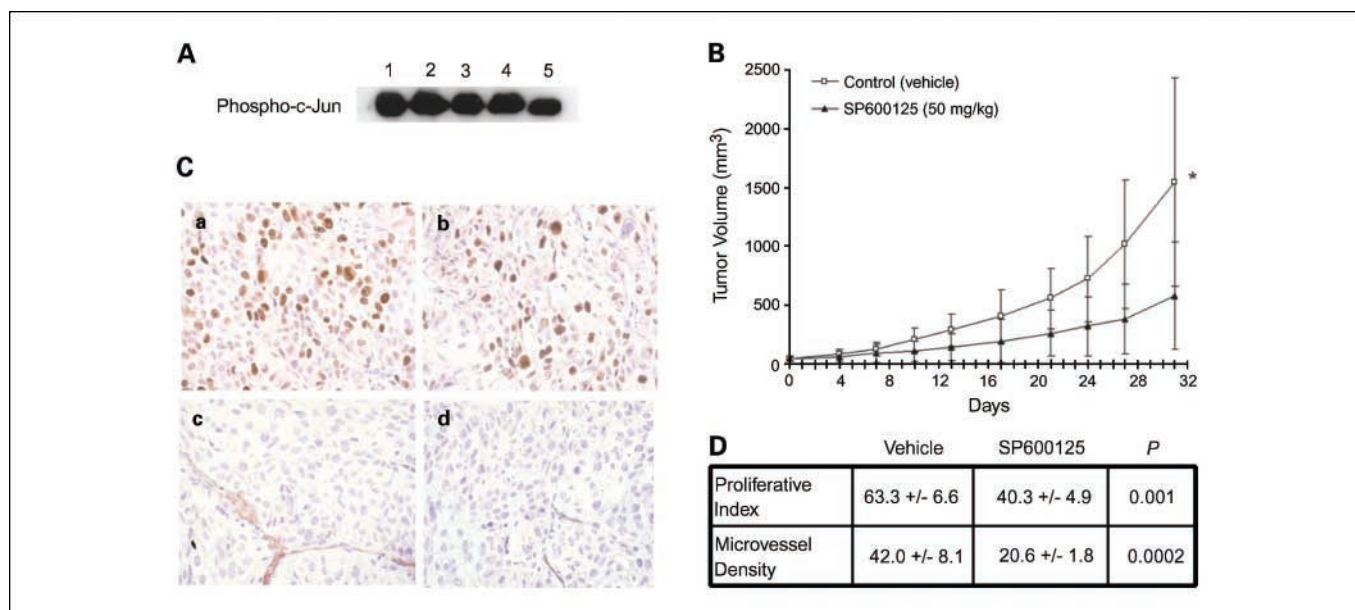 A
1 2 3 4 5
Phospho-c-Jun
B
2500
Control (vehicle)
SP600125 (50 mg/kg)
2000
1500
*
1000
500
0
Tumor Volume (mm³)
0 4 8 12 16 20 24 28 32
Days
C
a
b
c
d
D
Vehicle SP600125 P
Proliferative Index 63.3 +/- 6.6 40.3 +/- 4.9 0.001
Microvessel Density 42.0 +/- 8.1 20.6 +/- 1.8 0.0002